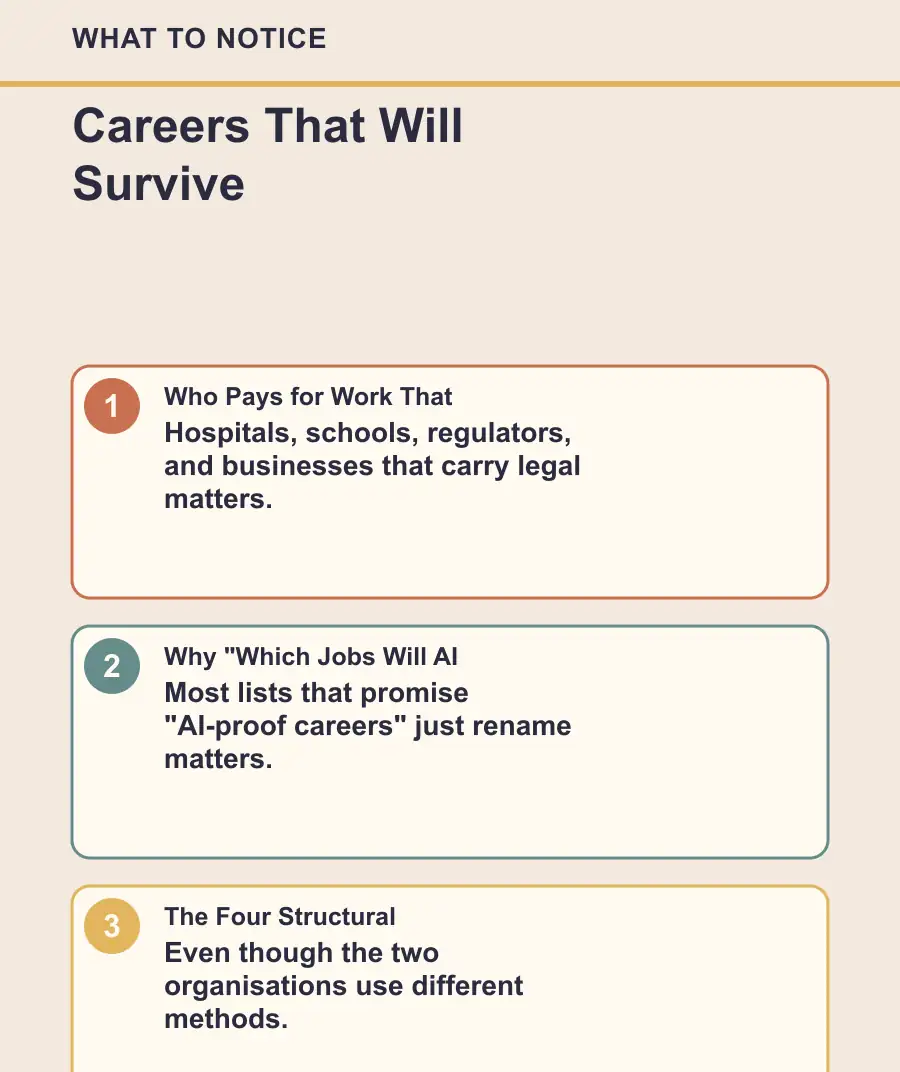 WHAT TO NOTICE
Careers That Will
Survive
1
Who Pays for Work That
Hospitals, schools, regulators,
and businesses that carry legal
matters.
2
Why "Which Jobs Will AI
Most lists that promise
"AI-proof careers" just rename
matters.
3
The Four Structural
Even though the two
organisations use different
methods.